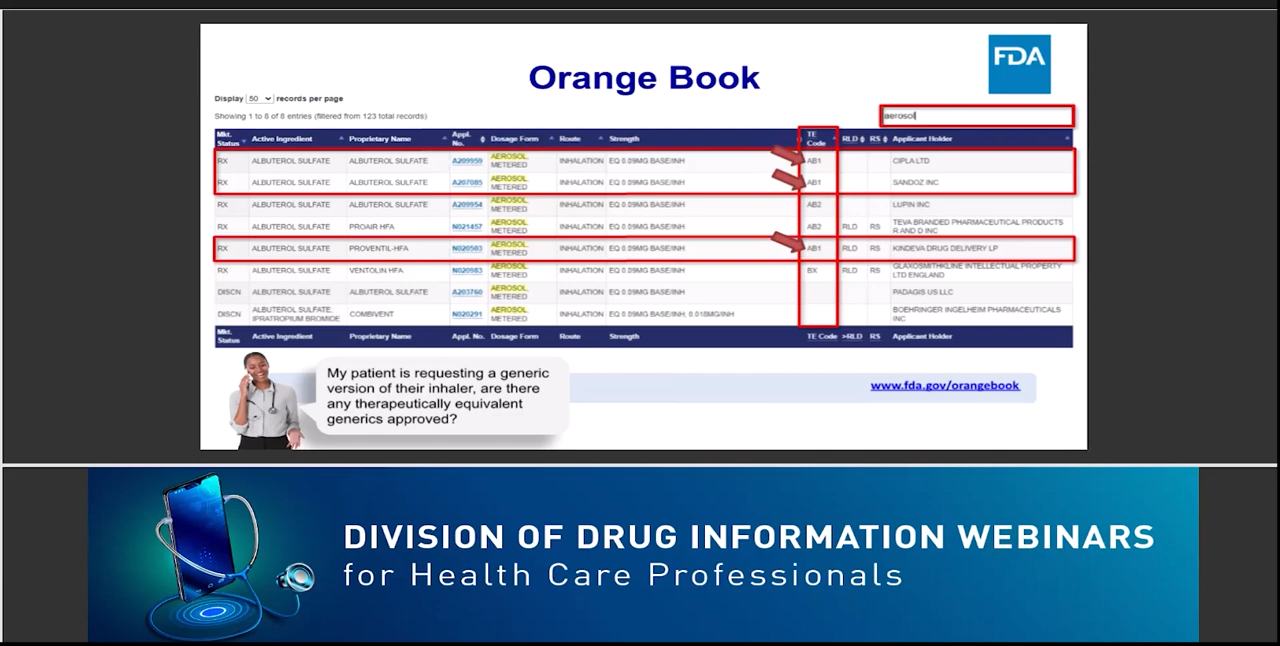 FDA
Orange Book
Display 50 records per page
Showing 1 to 8 of 8 entries (filtered from 123 total records)
aerosol
Mkt. Status Active Ingredient Proprietary Name Appl. No. Dosage Form Route Strength TE Code RLD RS Applicant Holder
RX ALBUTEROL SULFATE ALBUTEROL SULFATE A209959 AEROSOL, METERED INHALATION EQ 0.09MG BASE/INH AB1 CIPLA LTD
RX ALBUTEROL SULFATE ALBUTEROL SULFATE A207085 AEROSOL, METERED INHALATION EQ 0.09MG BASE/INH AB1 SANDOZ INC
RX ALBUTEROL SULFATE ALBUTEROL SULFATE A209954 AEROSOL, METERED INHALATION EQ 0.09MG BASE/INH AB2 LUPIN INC
RX ALBUTEROL SULFATE PROAIR HFA N021457 AEROSOL, METERED INHALATION EQ 0.09MG BASE/INH AB2 RLD RS TEVA BRANDED PHARMACEUTICAL PRODUCTS R AND D INC
RX ALBUTEROL SULFATE PROVENTIL-HFA N020503 AEROSOL, METERED INHALATION EQ 0.09MG BASE/INH AB1 RLD RS KINDEVA DRUG DELIVERY LP
RX ALBUTEROL SULFATE VENTOLIN HFA N020983 AEROSOL, METERED INHALATION EQ 0.09MG BASE/INH BX RLD RS GLAXOSMITHKLINE INTELLECTUAL PROPERTY LTD ENGLAND
DISCN ALBUTEROL SULFATE ALBUTEROL SULFATE A203760 AEROSOL, METERED INHALATION EQ 0.09MG BASE/INH PADAGIS US LLC
DISCN ALBUTEROL SULFATE; IPRATROPIUM BROMIDE COMBIVENT N020291 AEROSOL, METERED INHALATION EQ 0.09MG BASE/INH; 0.018MG/INH BOEHRINGER INGELHEIM PHARMACEUTICALS INC
Mkt. Status Active Ingredient Proprietary Name Appl. No. Dosage Form Route Strength TE Code >RLD RS Applicant Holder
My patient is requesting a generic
version of their inhaler, are there
any therapeutically equivalent
generics approved?
www.fda.gov/orangebook
DIVISION OF DRUG INFORMATION WEBINARS
for Health Care Professionals